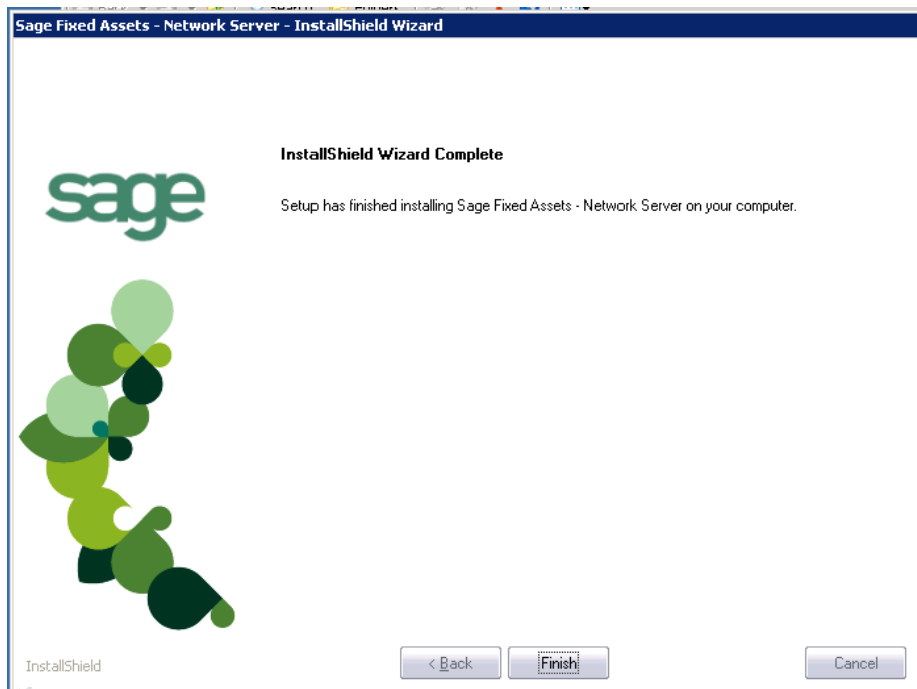 Sage Fixed Assets - Network Server - InstallShield Wizard
InstallShield Wizard Complete
sage
Setup has finished installing Sage Fixed Assets - Network Server on your computer.
InstallShield
< Back
Finish
Cancel